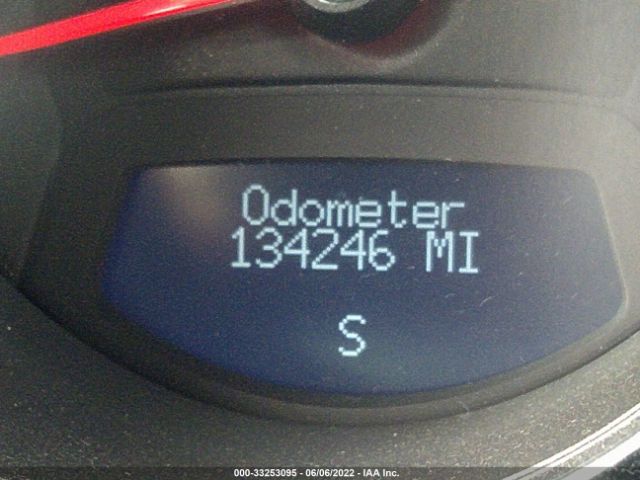 Odometer
134246 MI
S
000-33253095 - 06/06/2022 - IAA Inc.